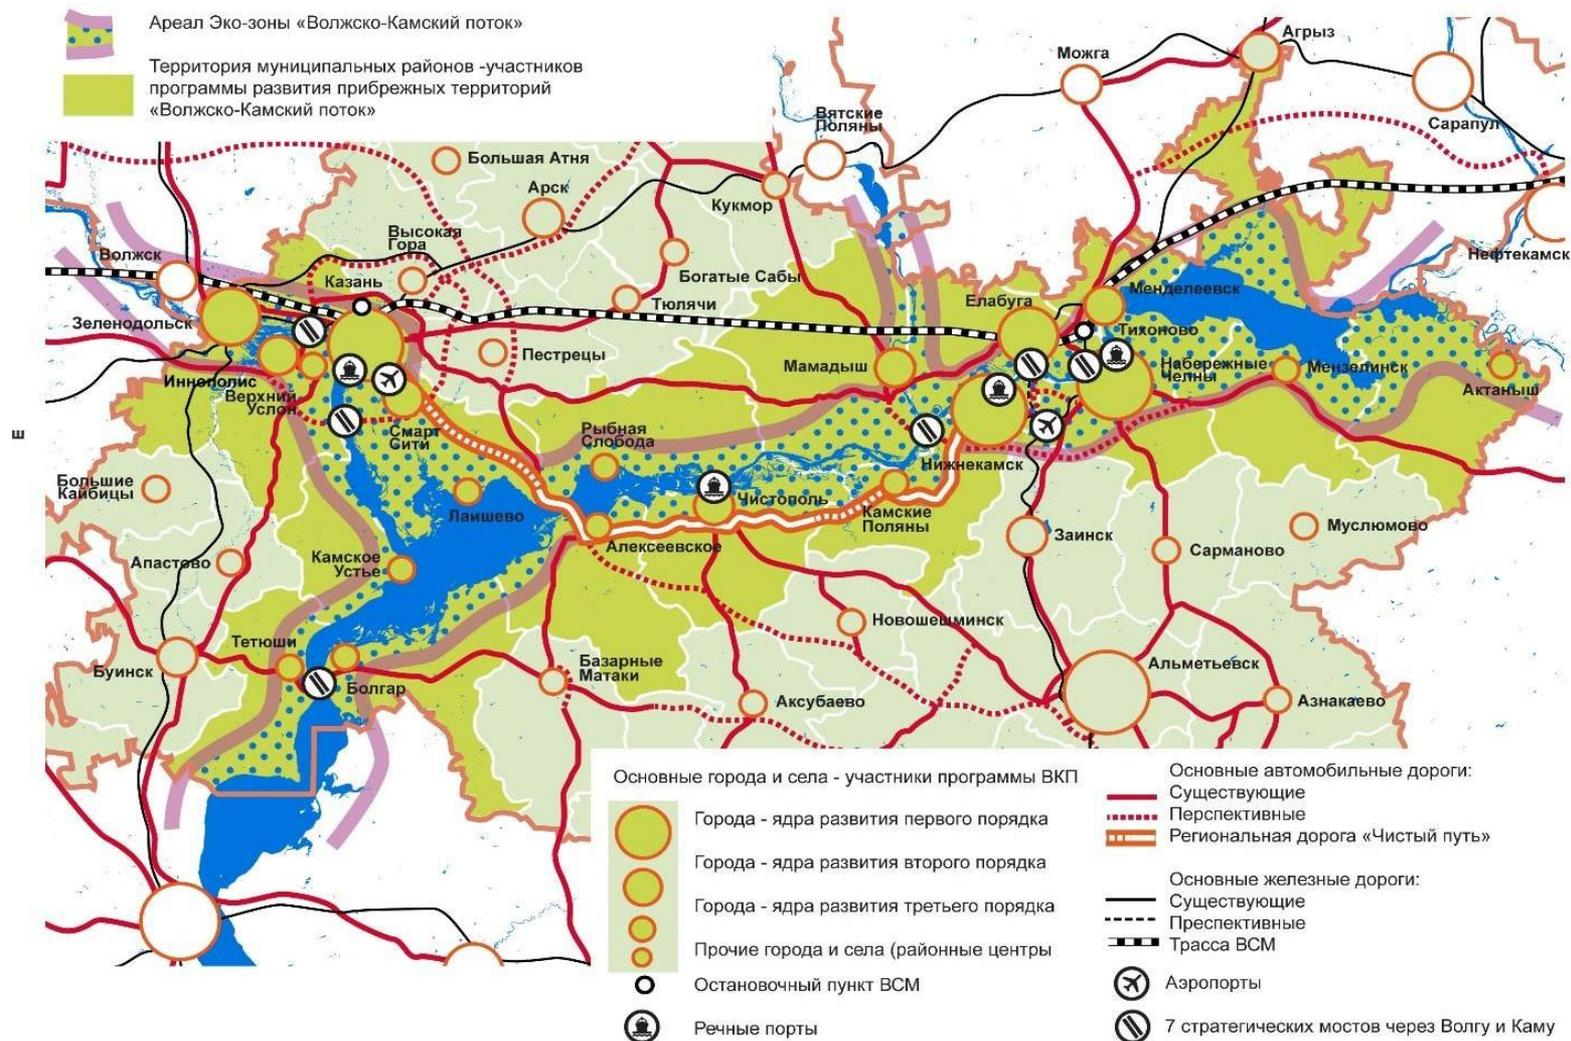 Ареал Эко-зоны «Волжско-Камский поток»
Территория муниципальных районов -участников
программы развития прибрежных территорий
«Волжско-Камский поток»
Агрыз
Можга
Сарапул
Вятские
Поляны
Большая Атня
Арск
Кукмор
Высокая
Гора
Волжск
Казань
Богатые Сабы
Нефтекамск
Тюлячи
Елабуга
Менделеевск
Зеленодольск
Тихоново
Пестрецы
Мамадыш
Набережные
Челны
Мензелинск
Актаныш
Иннополис
Верхний
Услон
Смарт
Сити
Рыбная
Слобода
Ш
Нижнекамск
Большие
Кайбицы
Лаишево
Чистополь
Камские
Поляны
Муслюмово
Заинск
Сарманово
Алексеевское
Апастово
Камское
Устье
Новошешминск
Тетюши
Буинск
Болгар
Базарные
Матаки
Альметьевск
Аксубаево
Азнакаево
Основные города и села - участники программы ВКП
Города - ядра развития первого порядка
Города - ядра развития второго порядка
Города - ядра развития третьего порядка
Прочие города и села (районные центры
Остановочный пункт ВСМ
Речные порты
Основные автомобильные дороги:
Существующие
Перспективные
Региональная дорога «Чистый путь»
Основные железные дороги:
Существующие
Преспективные
Трасса ВСМ
Аэропорты
7 стратегических мостов через Волгу и Каму